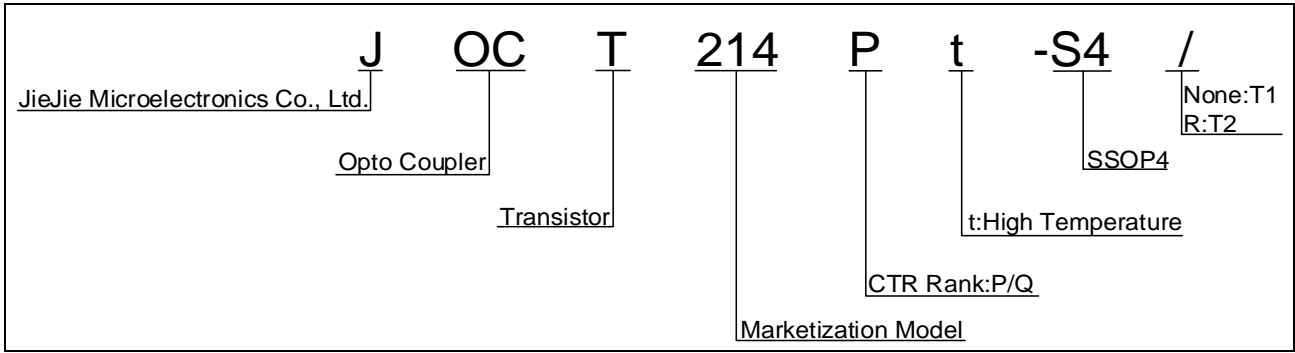 J OC T 214 P t -S4 /
JieJie Microelectronics Co., Ltd.
None:T1
R:T2
Opto Coupler
SSOP4
Transistor
t:High Temperature
CTR Rank:P/Q
Marketization Model